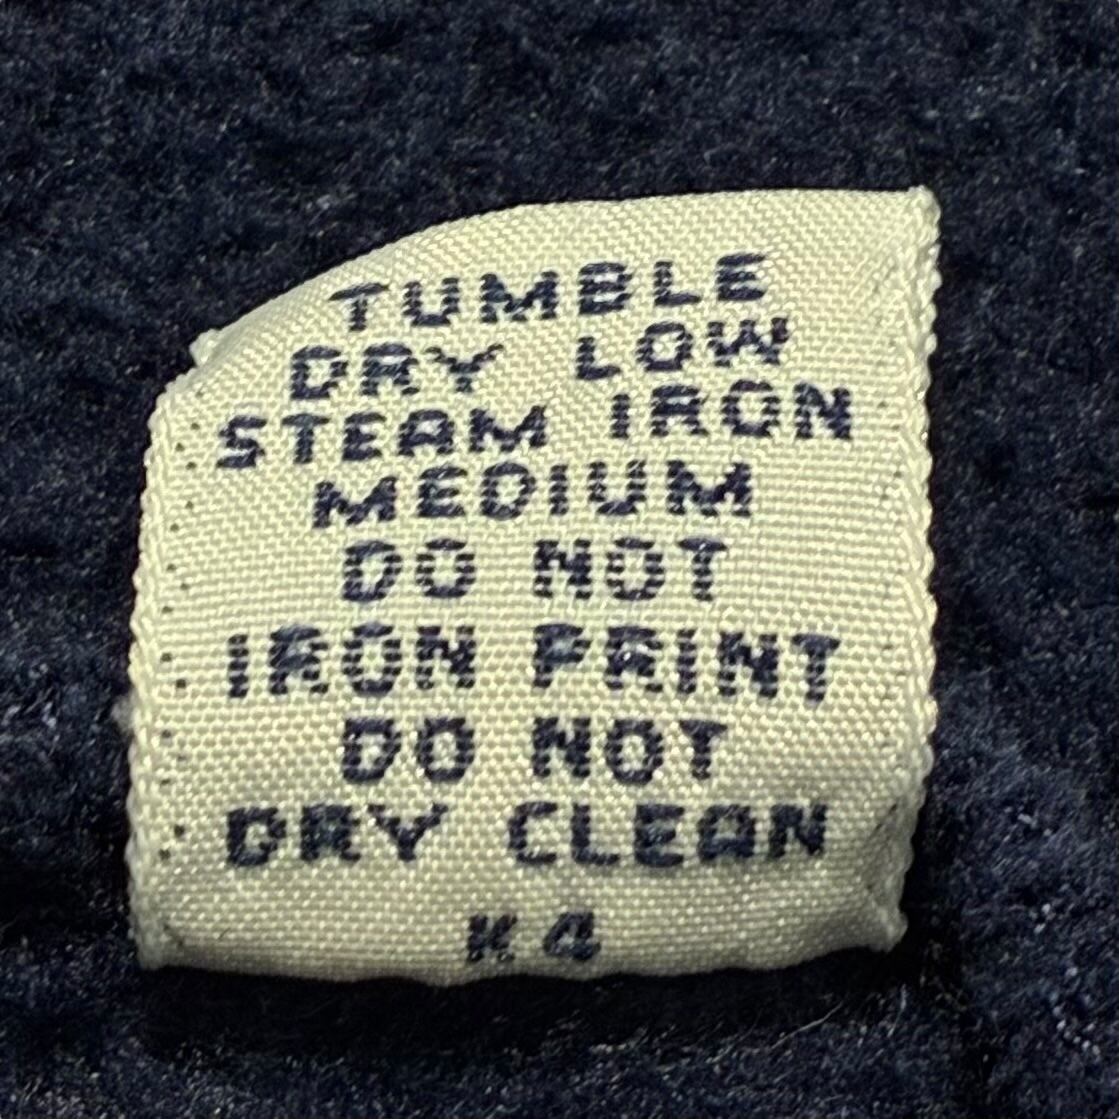 TUMBLE
DRY LOW
STEAM IRON
MEDIUM
DO NOT
IRON PRINT
DO NOT
DRY CLEAN
K4